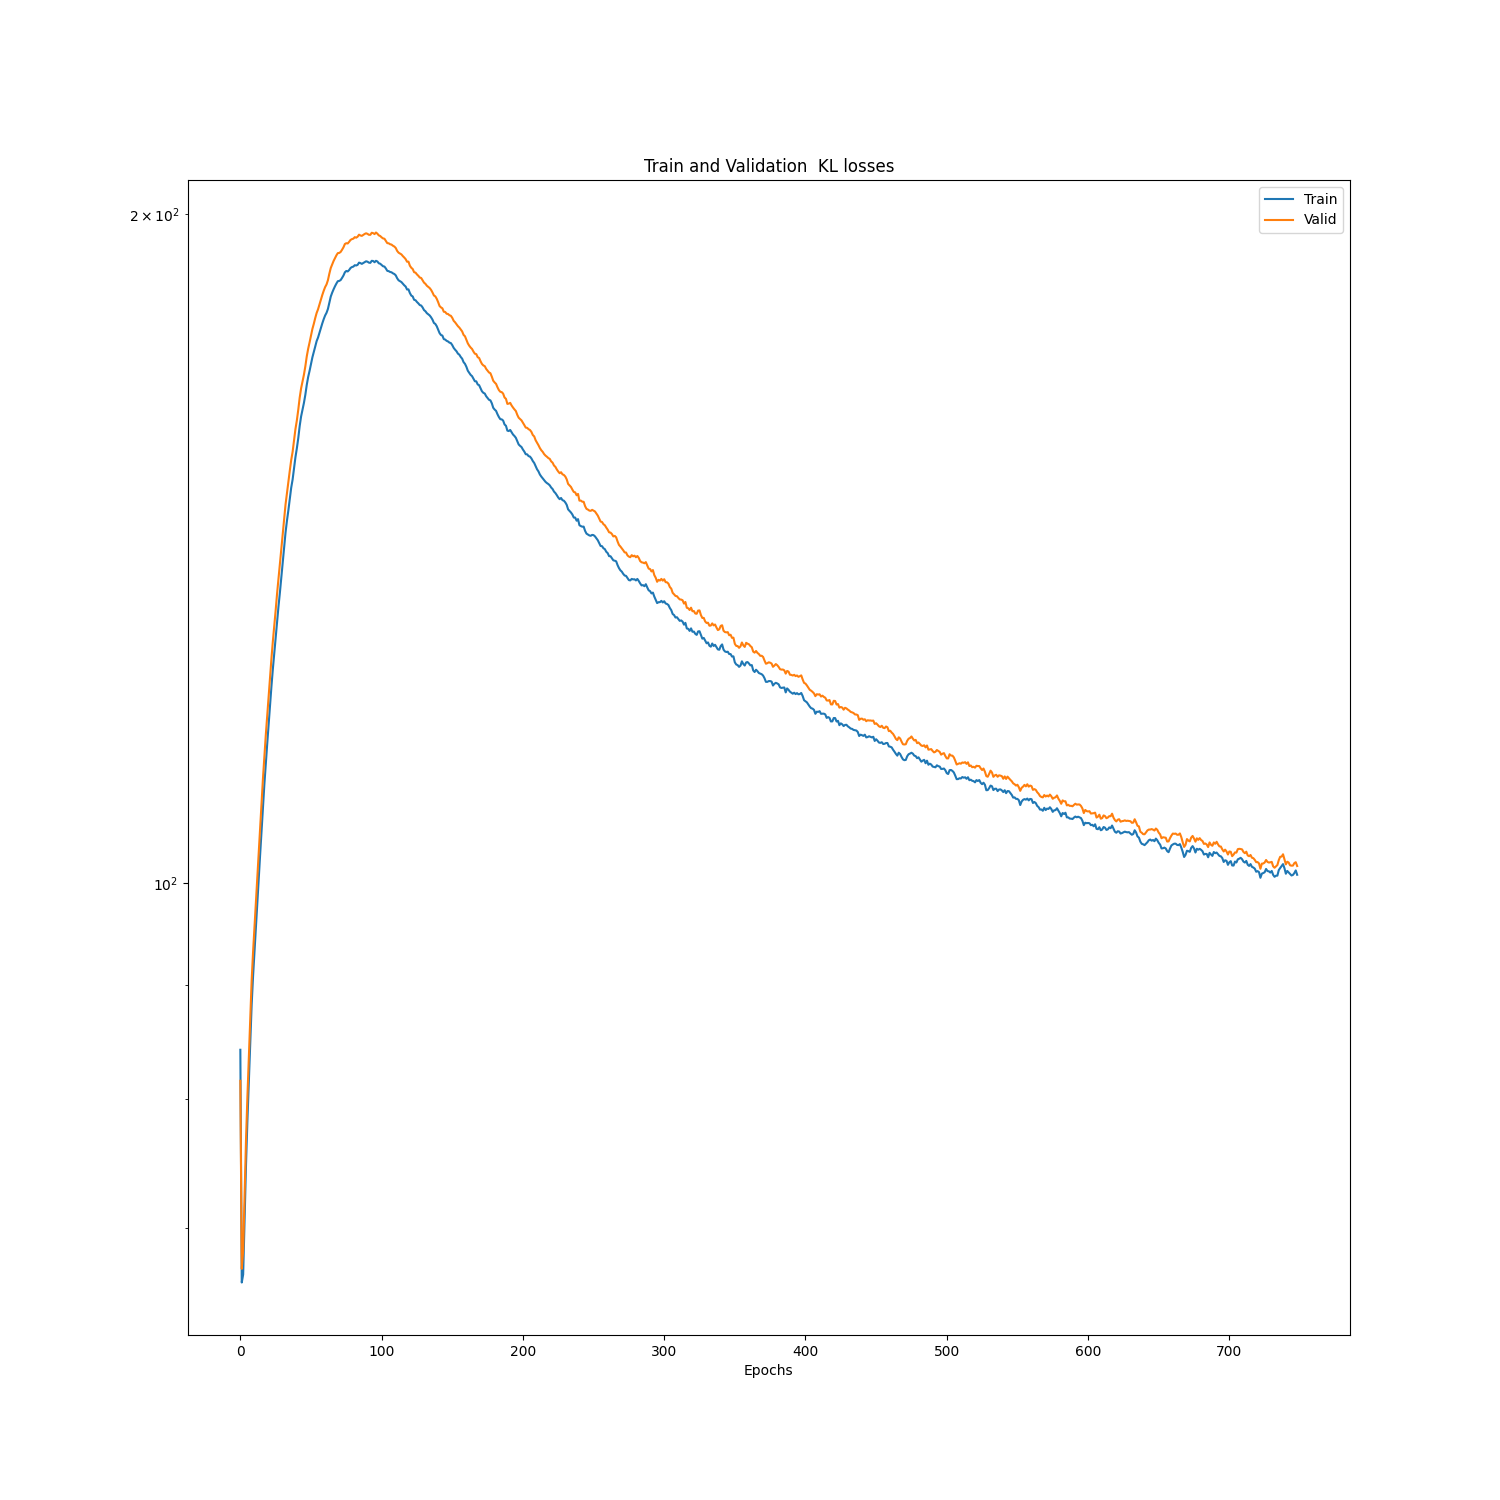 Train and Validation  KL losses
2 × 10²
Train
Valid
10²
0 100 200 300 400 500 600 700
Epochs